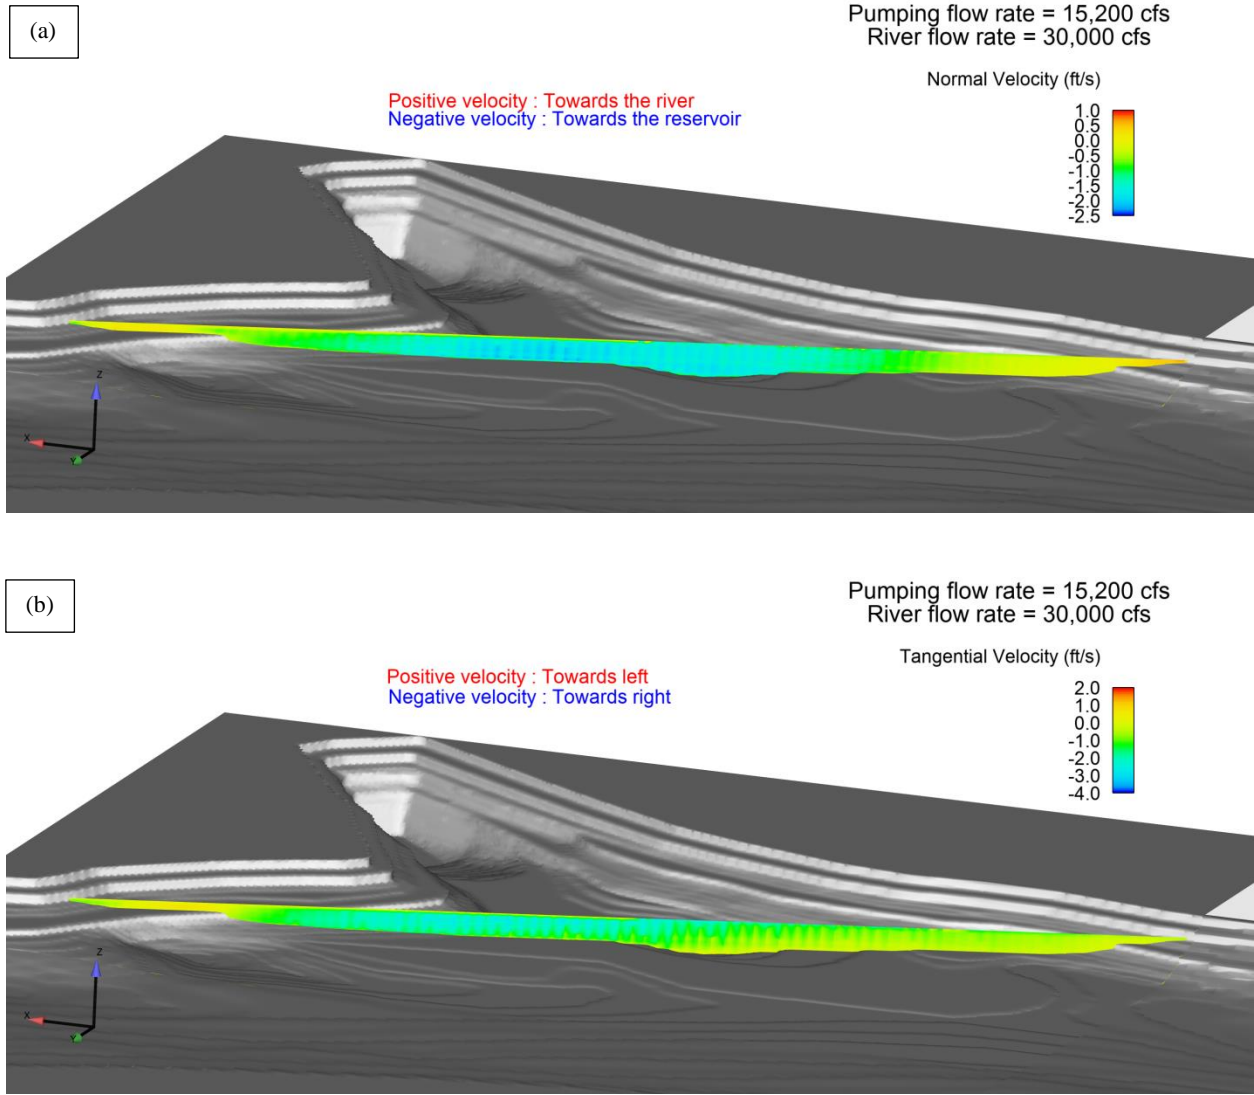 (a)
Pumping flow rate = 15,200 cfs
River flow rate = 30,000 cfs
Normal Velocity (ft/s)
Positive velocity : Towards the river
Negative velocity : Towards the reservoir
1.0
0.5
0.0
-0.5
-1.0
-1.5
-2.0
-2.5
Z
X
Y
(b)
Pumping flow rate = 15,200 cfs
River flow rate = 30,000 cfs
Tangential Velocity (ft/s)
Positive velocity : Towards left
Negative velocity : Towards right
2.0
1.0
0.0
-1.0
-2.0
-3.0
-4.0
Z
X
Y